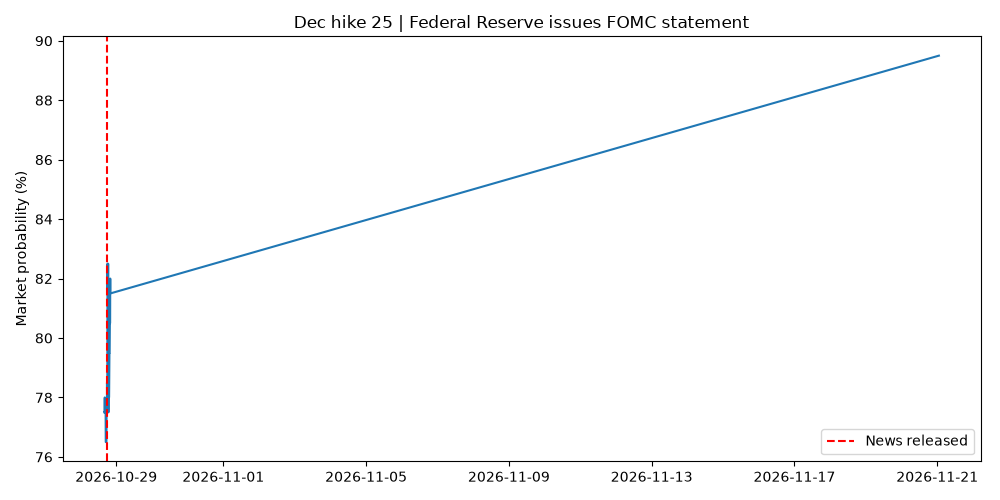 Dec hike 25 | Federal Reserve issues FOMC statement
Market probability (%)
90
88
86
84
82
80
78
76
News released
2026-10-29 2026-11-01 2026-11-05 2026-11-09 2026-11-13 2026-11-17 2026-11-21